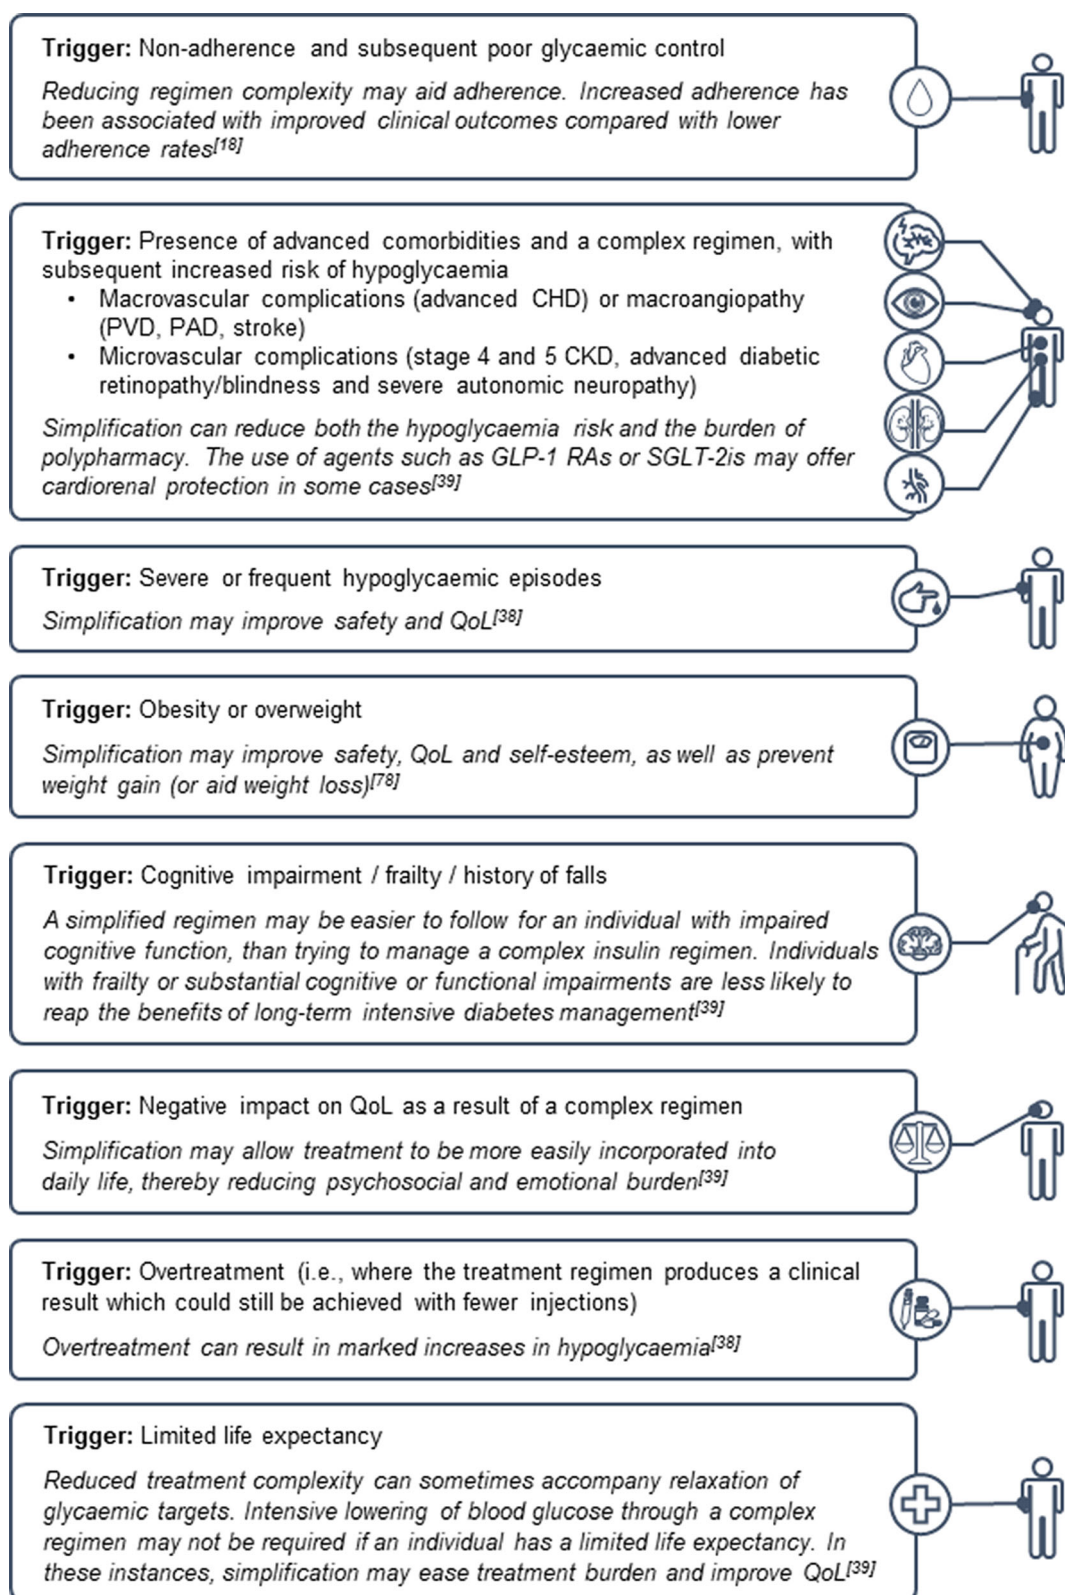 Trigger: Non-adherence and subsequent poor glycaemic control
Reducing regimen complexity may aid adherence. Increased adherence has
been associated with improved clinical outcomes compared with lower
adherence rates[18]
Trigger: Presence of advanced comorbidities and a complex regimen, with
subsequent increased risk of hypoglycaemia
• Macrovascular complications (advanced CHD) or macroangiopathy
(PVD, PAD, stroke)
• Microvascular complications (stage 4 and 5 CKD, advanced diabetic
retinopathy/blindness and severe autonomic neuropathy)
Simplification can reduce both the hypoglycaemia risk and the burden of
polypharmacy. The use of agents such as GLP-1 RAs or SGLT-2is may offer
cardiorenal protection in some cases[39]
Trigger: Severe or frequent hypoglycaemic episodes
Simplification may improve safety and QoL[38]
Trigger: Obesity or overweight
Simplification may improve safety, QoL and self-esteem, as well as prevent
weight gain (or aid weight loss)[78]
Trigger: Cognitive impairment / frailty / history of falls
A simplified regimen may be easier to follow for an individual with impaired
cognitive function, than trying to manage a complex insulin regimen. Individuals
with frailty or substantial cognitive or functional impairments are less likely to
reap the benefits of long-term intensive diabetes management[39]
Trigger: Negative impact on QoL as a result of a complex regimen
Simplification may allow treatment to be more easily incorporated into
daily life, thereby reducing psychosocial and emotional burden[39]
Trigger: Overtreatment (i.e., where the treatment regimen produces a clinical
result which could still be achieved with fewer injections)
Overtreatment can result in marked increases in hypoglycaemia[38]
Trigger: Limited life expectancy
Reduced treatment complexity can sometimes accompany relaxation of
glycaemic targets. Intensive lowering of blood glucose through a complex
regimen may not be required if an individual has a limited life expectancy. In
these instances, simplification may ease treatment burden and improve QoL[39]